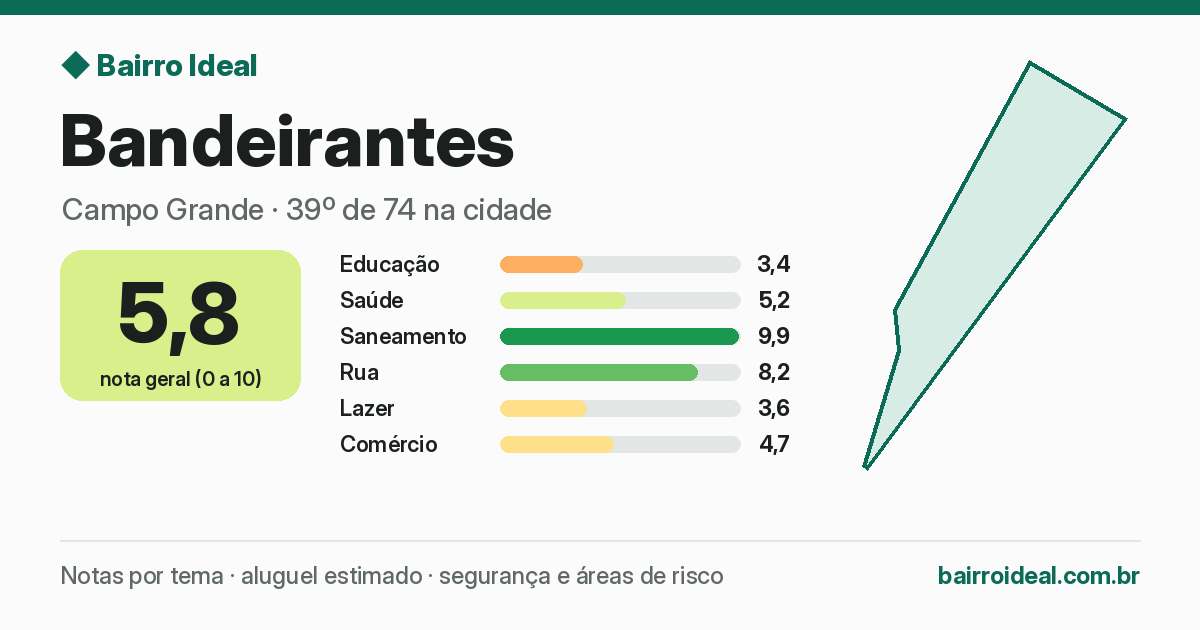 Bairro Ideal
Bandeirantes
Campo Grande · 39º de 74 na cidade
5,8
nota geral (0 a 10)
Educação 3,4
Saúde 5,2
Saneamento 9,9
Rua 8,2
Lazer 3,6
Comércio 4,7
Notas por tema · aluguel estimado · segurança e áreas de risco
bairroideal.com.br